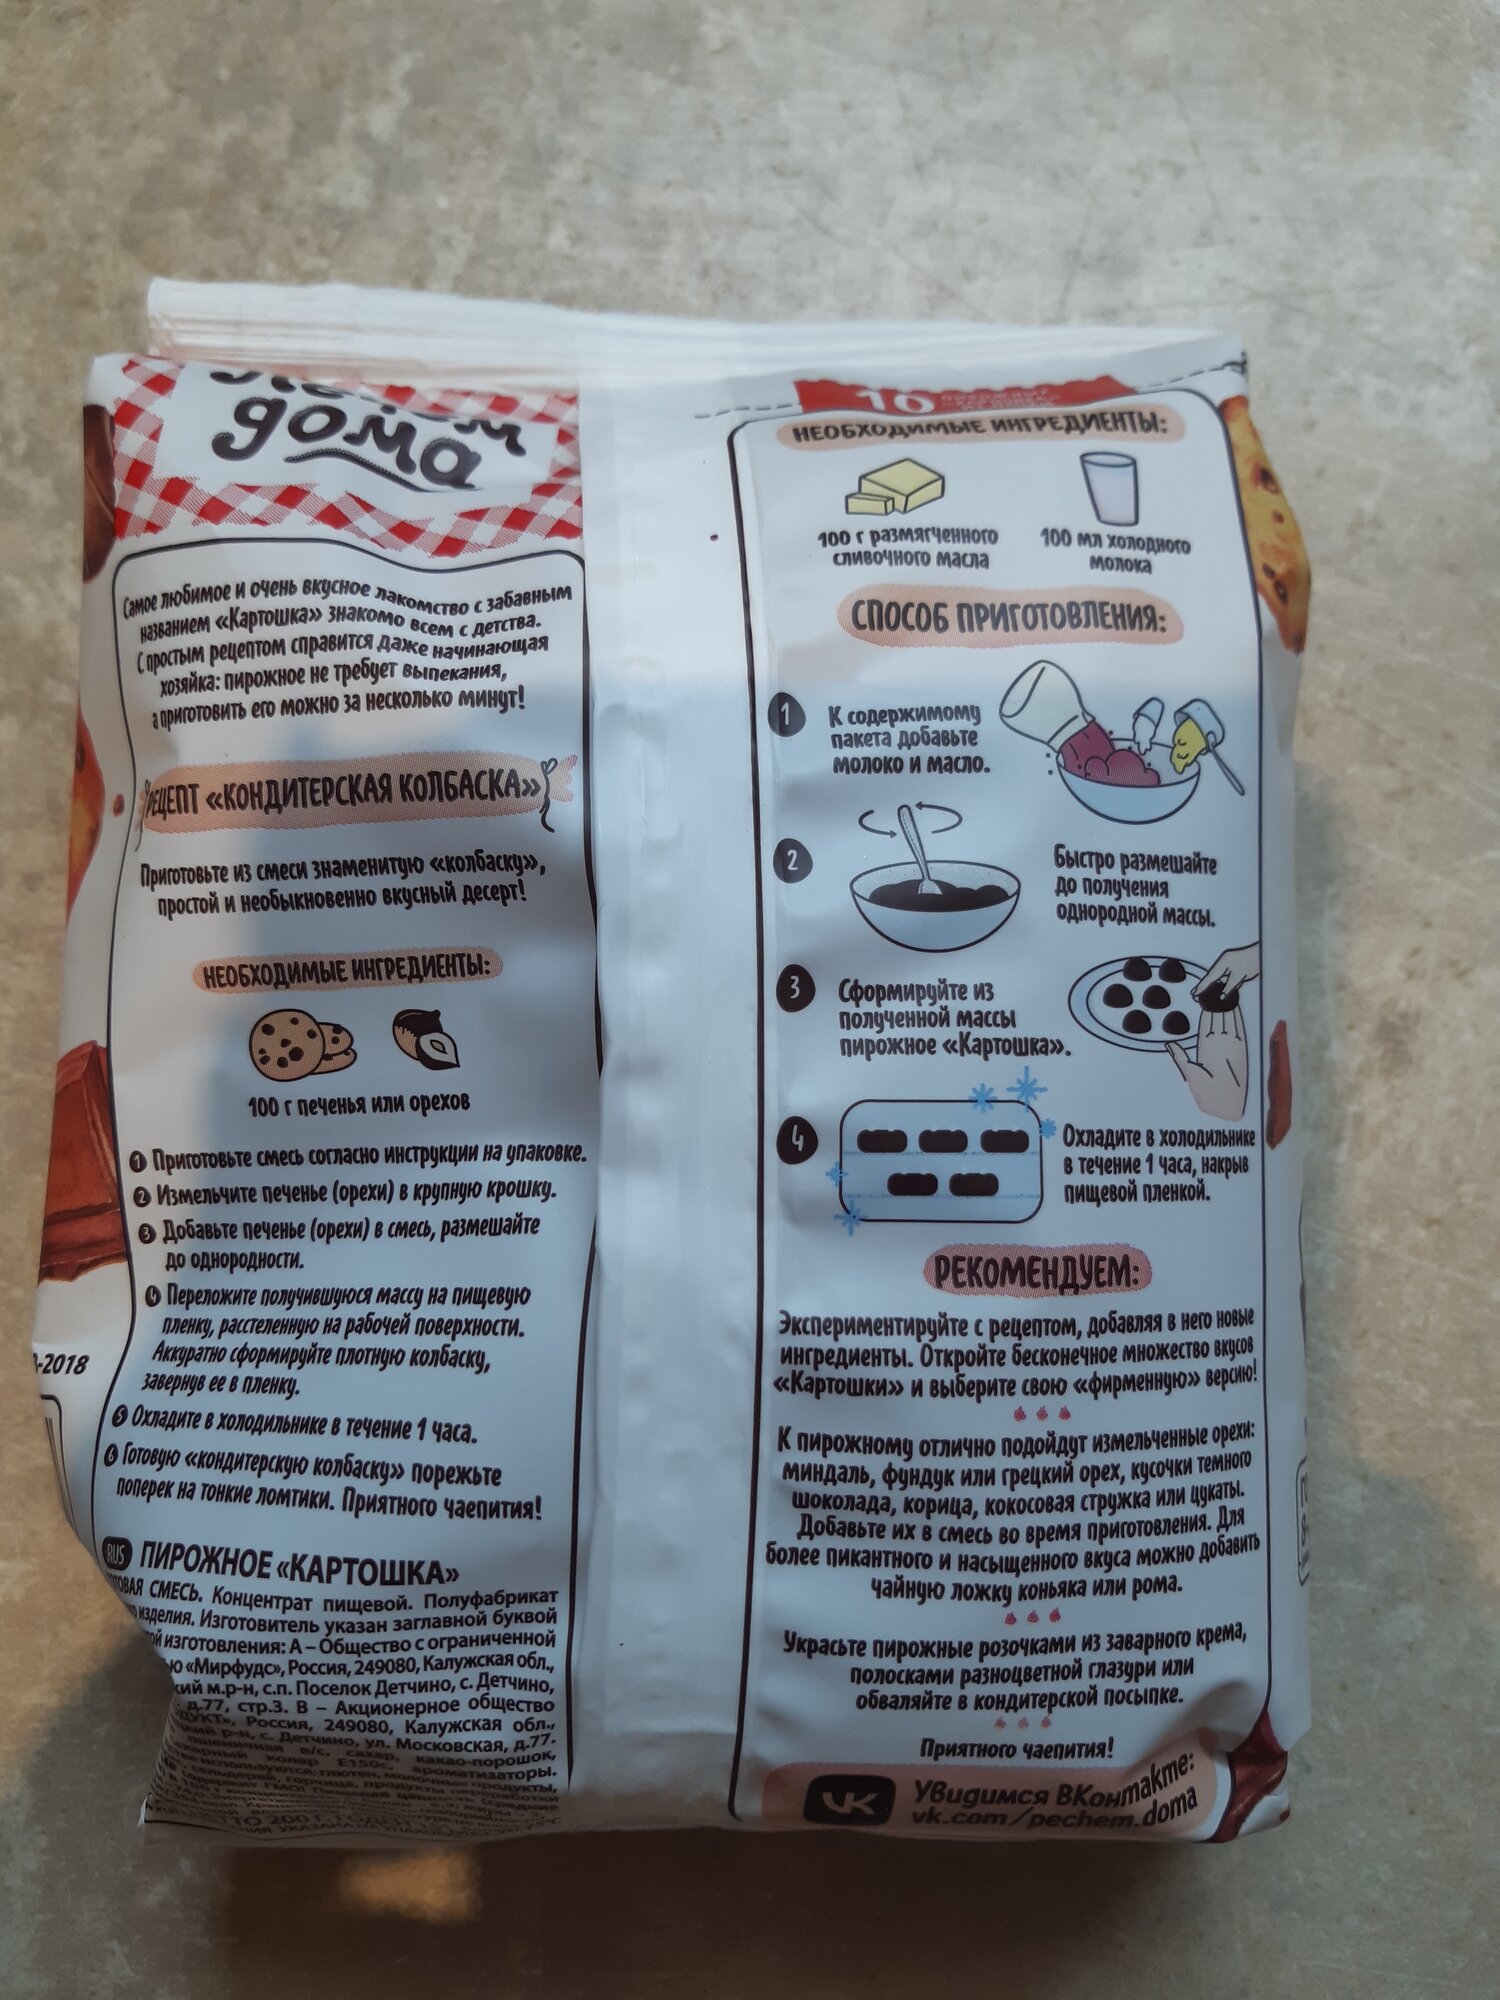 дома
Самое любимое и очень вкусное лакомство с забавным
названием «Картошка» знакомо всем с детства.
С простым рецептом справится даже начинающая
хозяйка: пирожное не требует выпекания,
а приготовить его можно за несколько минут!
РЕЦЕПТ «КОНДИТЕРСКАЯ КОЛБАСКА»
Приготовьте из смеси знаменитую «колбаску»,
простой и необыкновенно вкусный десерт!
НЕОБХОДИМЫЕ ИНГРЕДИЕНТЫ:
100 г печенья или орехов
1 Приготовьте смесь согласно инструкции на упаковке.
2 Измельчите печенье (орехи) в крупную крошку.
3 Добавьте печенье (орехи) в смесь, размешайте
до однородности.
4 Переложите получившуюся массу на пищевую
пленку, расстеленную на рабочей поверхности.
Аккуратно сформируйте плотную колбаску,
завернув ее в пленку.
5 Охладите в холодильнике в течение 1 часа.
6 Готовую «кондитерскую колбаску» порежьте
поперек на тонкие ломтики. Приятного чаепития!
-2018
RUS ПИРОЖНОЕ «КАРТОШКА»
СМЕСЬ. Концентрат пищевой. Полуфабрикат
изделия. Изготовитель указан заглавной буквой
изготовления: А – Общество с ограниченной
«Мирфудс», Россия, 249080, Калужская обл.,
м.р-н, с.п. Поселок Детчино, с. Детчино,
д.77, стр.3. В – Акционерное общество
Россия, 249080, Калужская обл.,
р-н, с. Детчино, ул. Московская, д.77.
пшеничная в/с, сахар, какао-порошок,
колер Е150с, ароматизаторы.
сельдерей, горчица, продукты
200 г
16
НЕОБХОДИМЫЕ ИНГРЕДИЕНТЫ:
100 г размягченного
сливочного масла
100 мл холодного
молока
СПОСОБ ПРИГОТОВЛЕНИЯ:
1 К содержимому
пакета добавьте
молоко и масло.
2 Быстро размешайте
до получения
однородной массы.
3 Сформируйте из
полученной массы
пирожное «Картошка».
4 Охладите в холодильнике
в течение 1 часа, накрыв
пищевой пленкой.
РЕКОМЕНДУЕМ:
Экспериментируйте с рецептом, добавляя в него новые
ингредиенты. Откройте бесконечное множество вкусов
«Картошки» и выберите свою «фирменную» версию!
К пирожному отлично подойдут измельченные орехи:
миндаль, фундук или грецкий орех, кусочки темного
шоколада, корица, кокосовая стружка или цукаты.
Добавьте их в смесь во время приготовления. Для
более пикантного и насыщенного вкуса можно добавить
чайную ложку коньяка или рома.
Украсьте пирожные розочками из заварного крема,
полосками разноцветной глазури или
обваляйте в кондитерской посыпке.
Приятного чаепития!
Увидимся ВКонтакте:
vk.com/pechem.doma